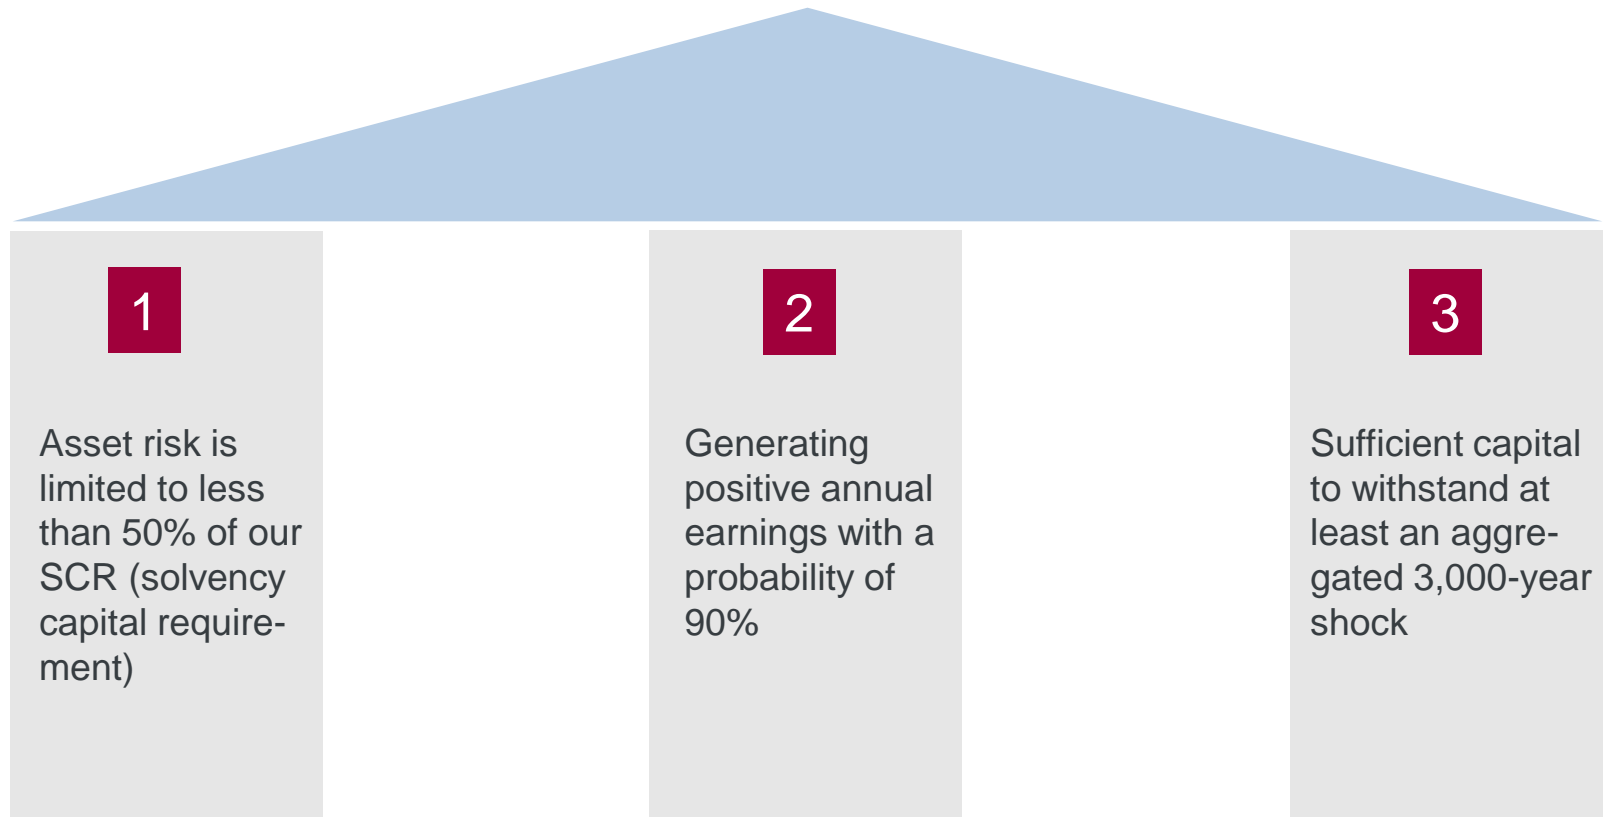 1
Asset risk is
limited to less
than 50% of our
SCR (solvency
capital require-
ment)
2
Generating
positive annual
earnings with a
probability of
90%
3
Sufficient capital
to withstand at
least an aggre-
gated 3,000-year
shock